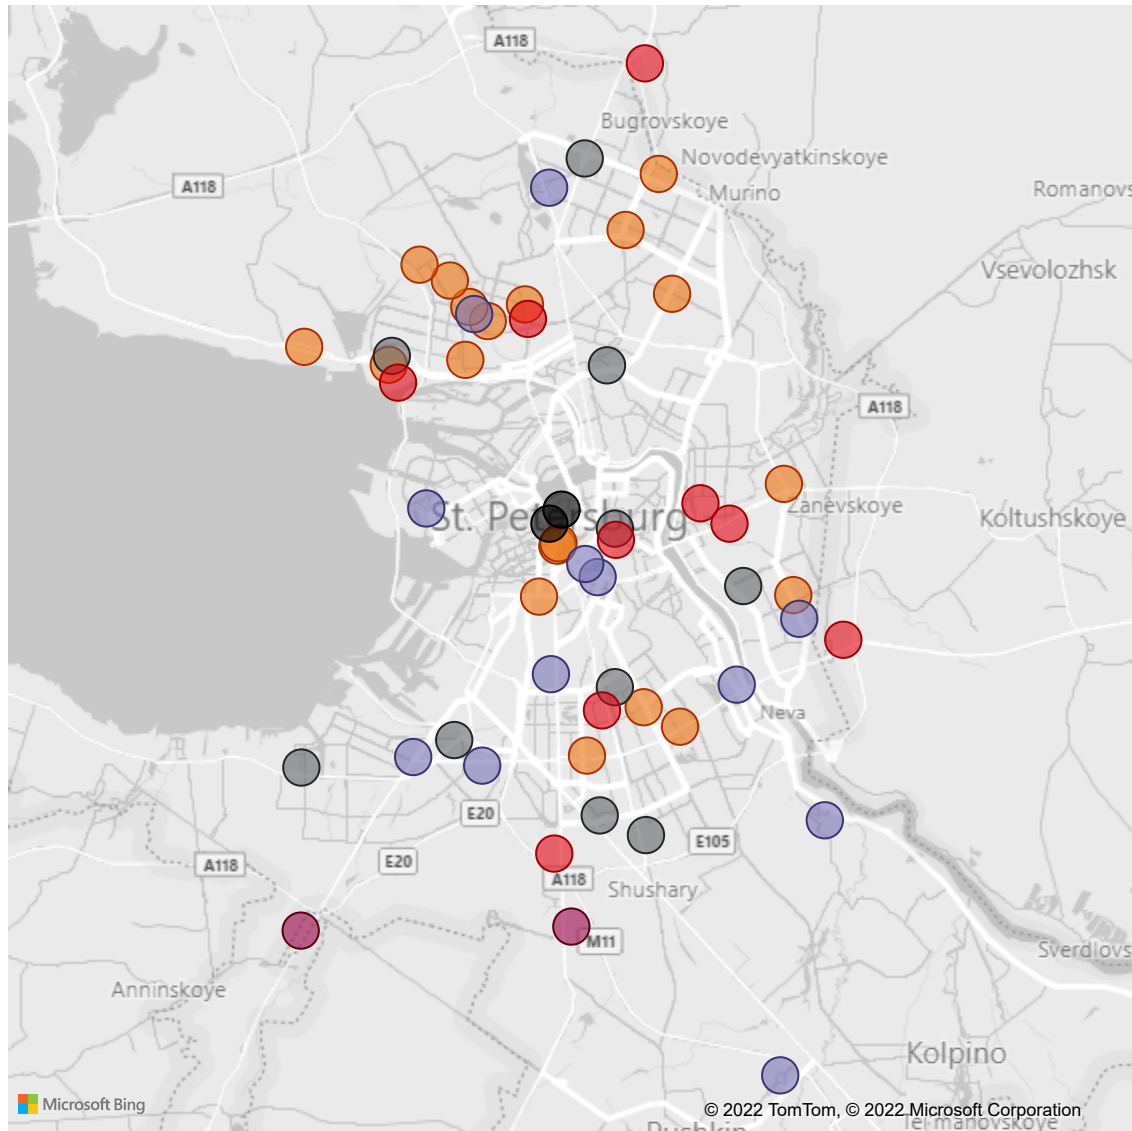 A118
Bugrovskoye
Novodevyatkinskoye
A118
Murino
Vsevolozhsk
A118
St. Petersburg
Zanevskoye
Koltushskoye
Neva
E20
E105
E20
A118
A118
Shushary
M11
Sverdlovs
Anninskoye
Kolpino
Microsoft Bing
© 2022 TomTom, © 2022 Microsoft Corporation